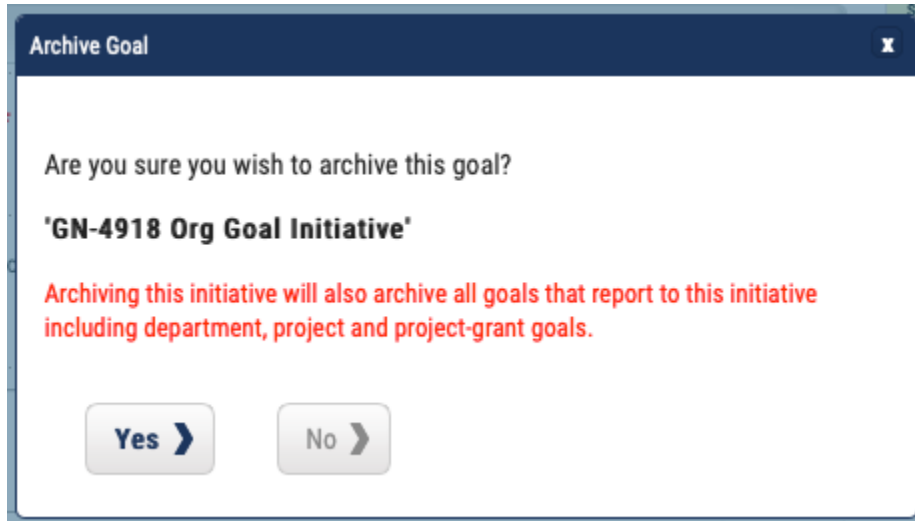 Archive Goal
x
Are you sure you wish to archive this goal?
'GN-4918 Org Goal Initiative'
Archiving this initiative will also archive all goals that report to this initiative
including department, project and project-grant goals.
Yes ❯ No ❯